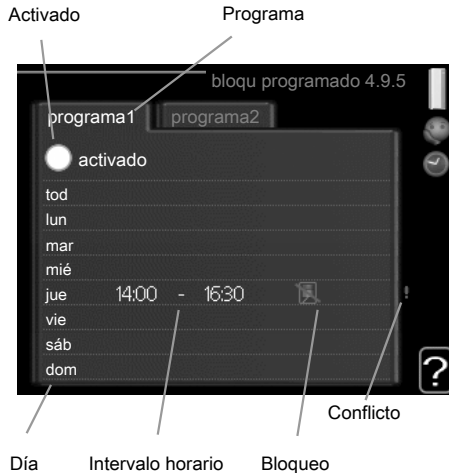 Activado Programa
bloqu programado 4.9.5
programa1 programa2
activado
tod
lun
mar
mié
jue 14:00 - 16:30 !
vie
sáb
dom
?
Conflicto
Día Intervalo horario Bloqueo